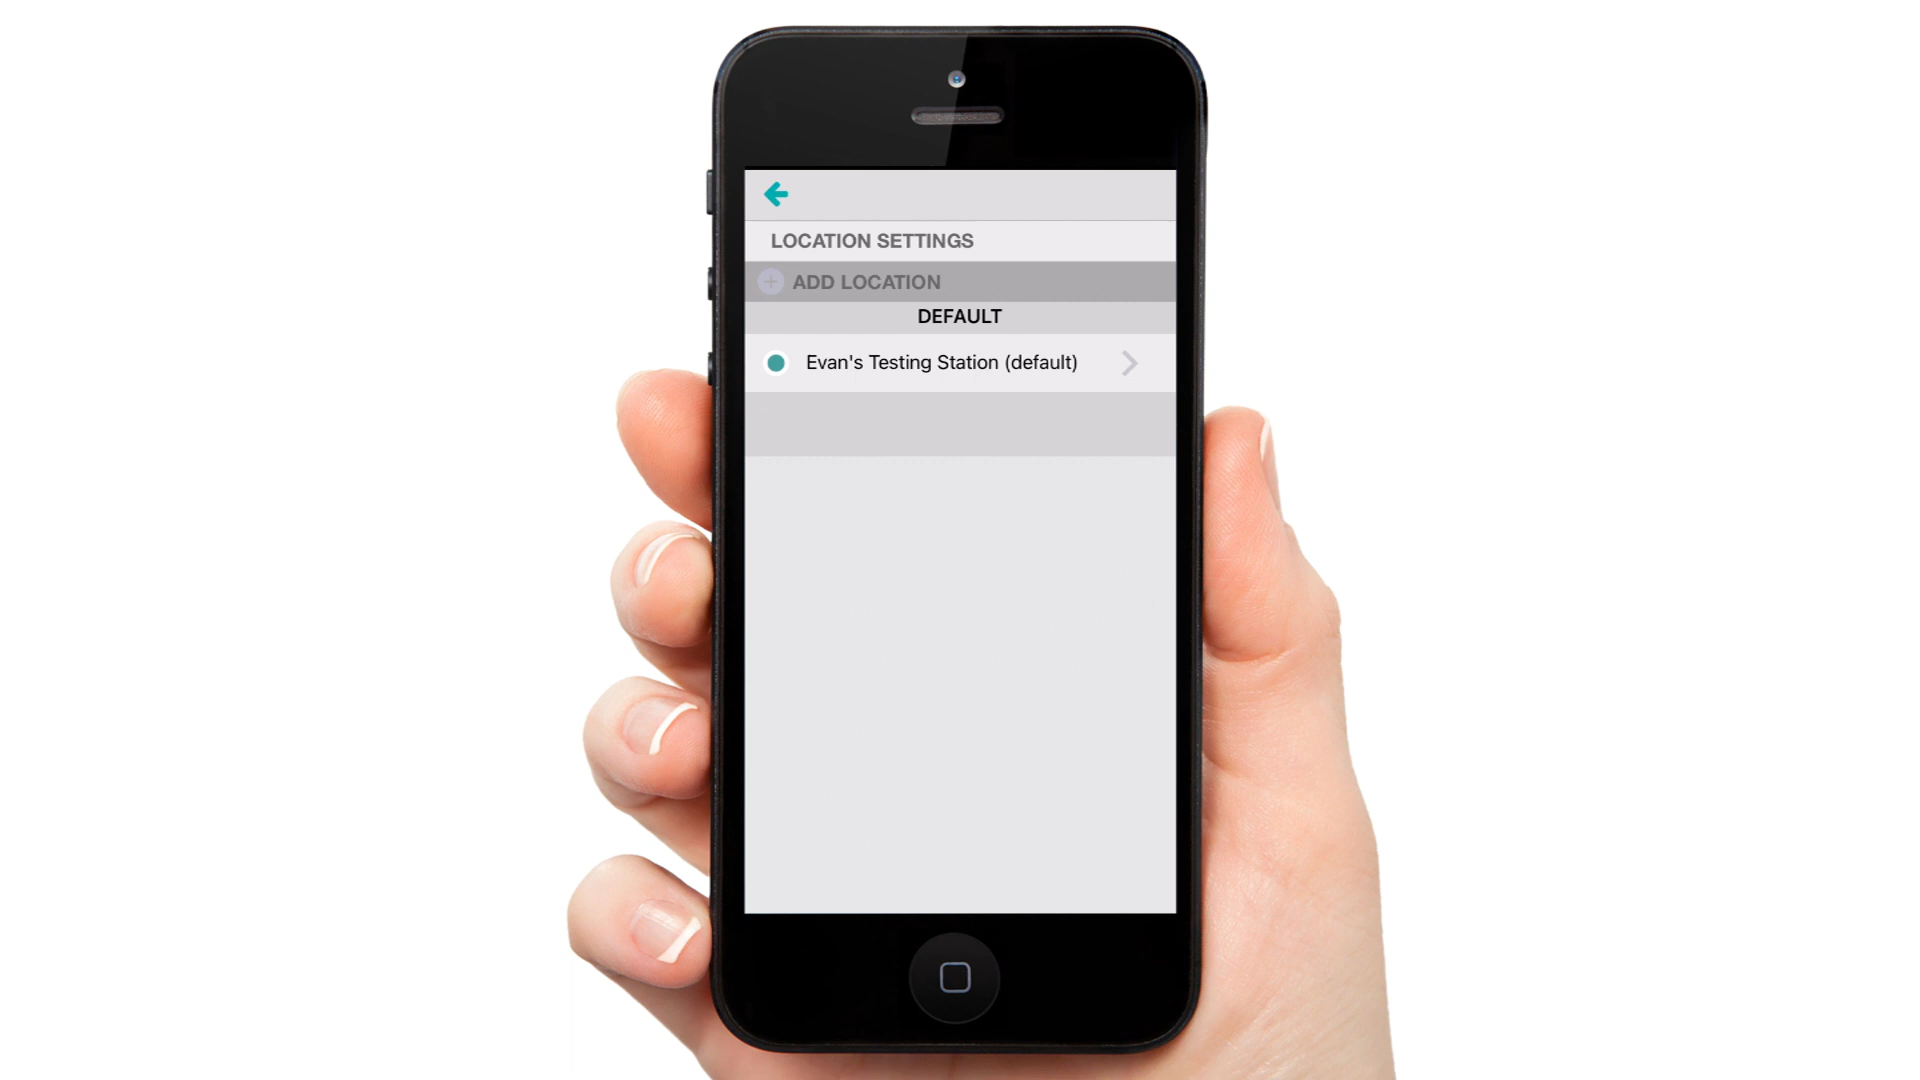 LOCATION SETTINGS
ADD LOCATION
DEFAULT
Evan's Testing Station (default)